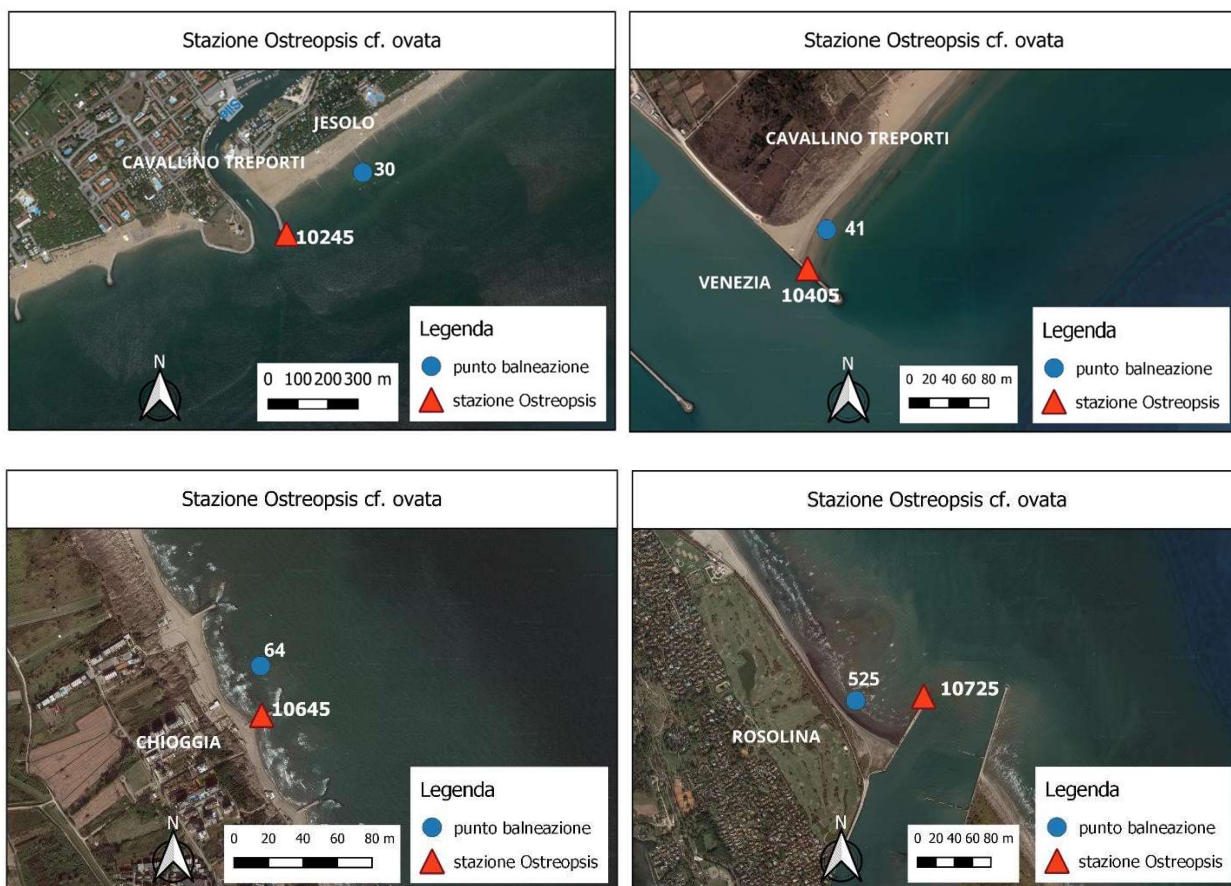 Stazione Ostreopsis cf. ovata
JESOLO
CAVALLINO TREPORTI
30
10245
Legenda
N
punto balneazione
0 100 200 300 m
stazione Ostreopsis
Stazione Ostreopsis cf. ovata
CAVALLINO TREPORTI
41
VENEZIA
10405
Legenda
N
punto balneazione
0 20 40 60 80 m
stazione Ostreopsis
Stazione Ostreopsis cf. ovata
64
10645
CHIOGGIA
Legenda
N
punto balneazione
0 20 40 60 80 m
stazione Ostreopsis
Stazione Ostreopsis cf. ovata
525
10725
ROSOLINA
Legenda
N
punto balneazione
0 20 40 60 80 m
stazione Ostreopsis